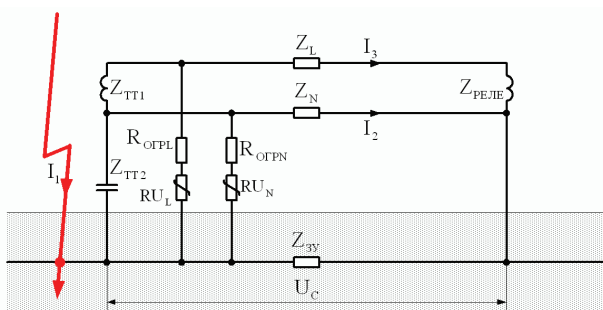 Z_L
I_3
Z_ТТ1
Z_N
Z_РЕЛЕ
I_2
R_ОГРL
R_ОГРN
I_1
Z_ТТ2
RU_L
RU_N
Z_ЗУ
U_C